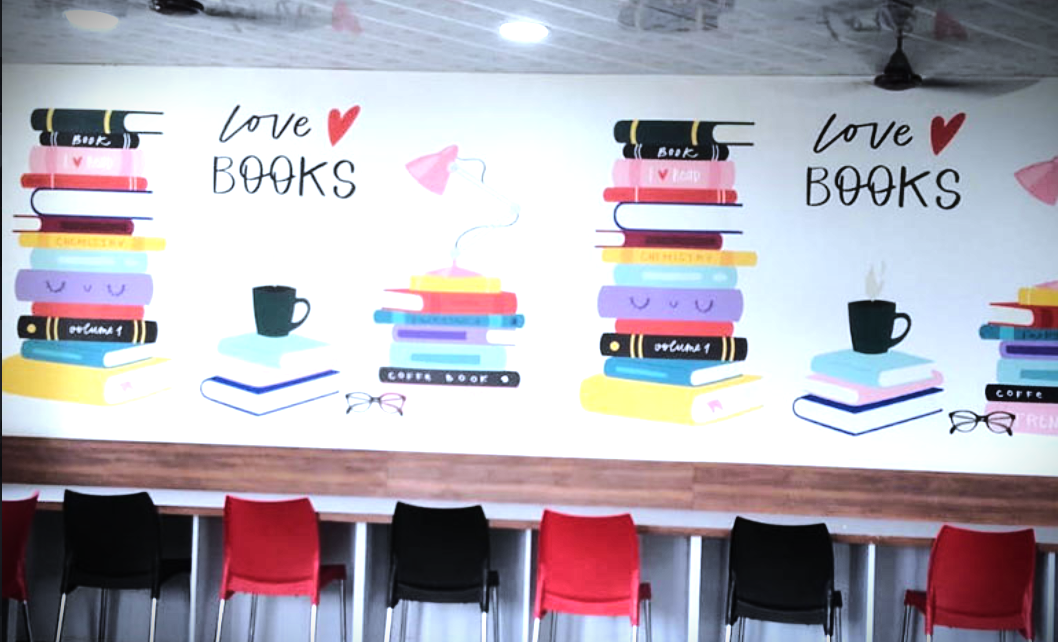 love
BOOKS
BOOK
I ♥ READ
CHEMISTRY
volume 1
COFFE BOOK
love
BOOKS
BOOK
I ♥ READ
CHEMISTRY
volume 1
COFFE